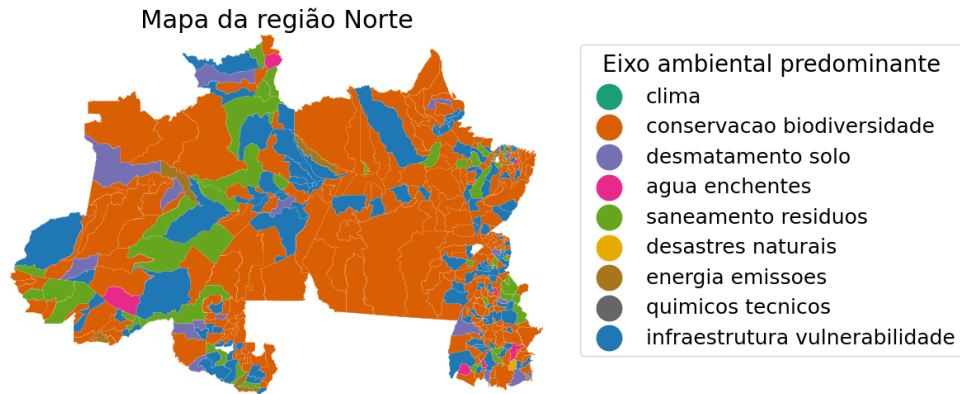 Mapa da região Norte
Eixo ambiental predominante
clima
conservacao biodiversidade
desmatamento solo
agua enchentes
saneamento residuos
desastres naturais
energia emissoes
quimicos tecnicos
infraestrutura vulnerabilidade